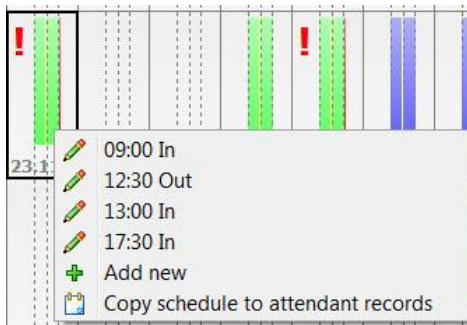 !
!
23.1
09:00 In
12:30 Out
13:00 In
17:30 In
Add new
Copy schedule to attendant records